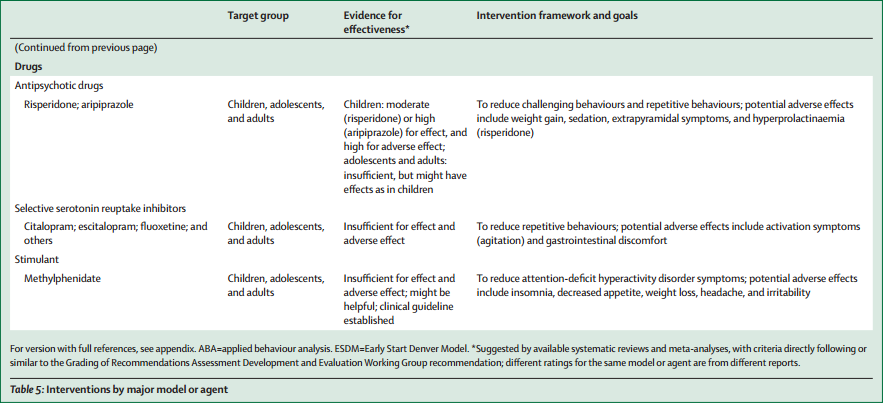 Target group Evidence for effectiveness* Intervention framework and goals
(Continued from previous page)
Drugs
Antipsychotic drugs
Risperidone; aripiprazole
Children, adolescents,
and adults
Children: moderate
(risperidone) or high
(aripiprazole) for effect, and
high for adverse effect;
adolescents and adults:
insufficient, but might have
effects as in children
To reduce challenging behaviours and repetitive behaviours; potential adverse effects
include weight gain, sedation, extrapyramidal symptoms, and hyperprolactinaemia
(risperidone)
Selective serotonin reuptake inhibitors
Citalopram; escitalopram; fluoxetine; and
others
Children, adolescents,
and adults
Insufficient for effect and
adverse effect
To reduce repetitive behaviours; potential adverse effects include activation symptoms
(agitation) and gastrointestinal discomfort
Stimulant
Methylphenidate
Children, adolescents,
and adults
Insufficient for effect and
adverse effect; might be
helpful; clinical guideline
established
To reduce attention-deficit hyperactivity disorder symptoms; potential adverse effects
include insomnia, decreased appetite, weight loss, headache, and irritability
For version with full references, see appendix. ABA=applied behaviour analysis. ESDM=Early Start Denver Model. *Suggested by available systematic reviews and meta-analyses, with criteria directly following or
similar to the Grading of Recommendations Assessment Development and Evaluation Working Group recommendation; different ratings for the same model or agent are from different reports.
Table 5: Interventions by major model or agent